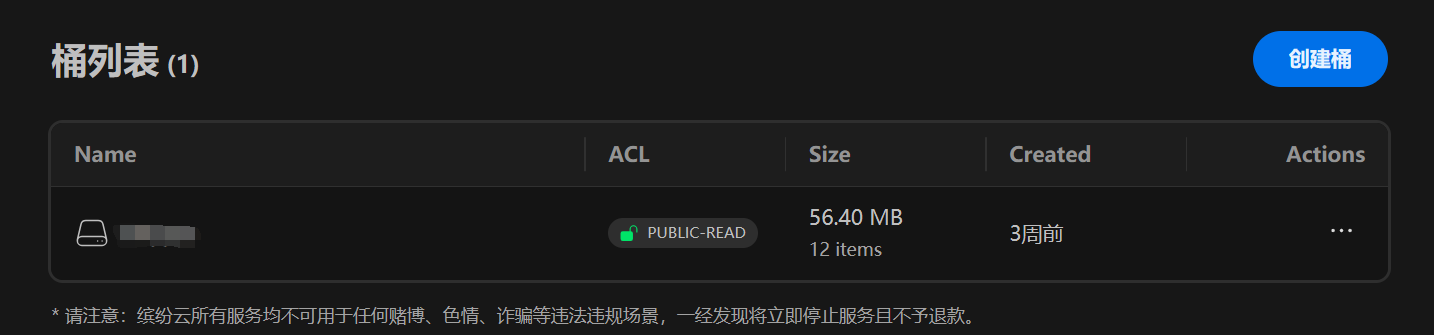 桶列表 (1)
创建桶
Name ACL Size Created Actions
PUBLIC-READ 56.40 MB 3周前 ...
12 items
* 请注意：缤纷云所有服务均不可用于任何赌博、色情、诈骗等违法违规场景，一经发现将立即停止服务且不予退款。